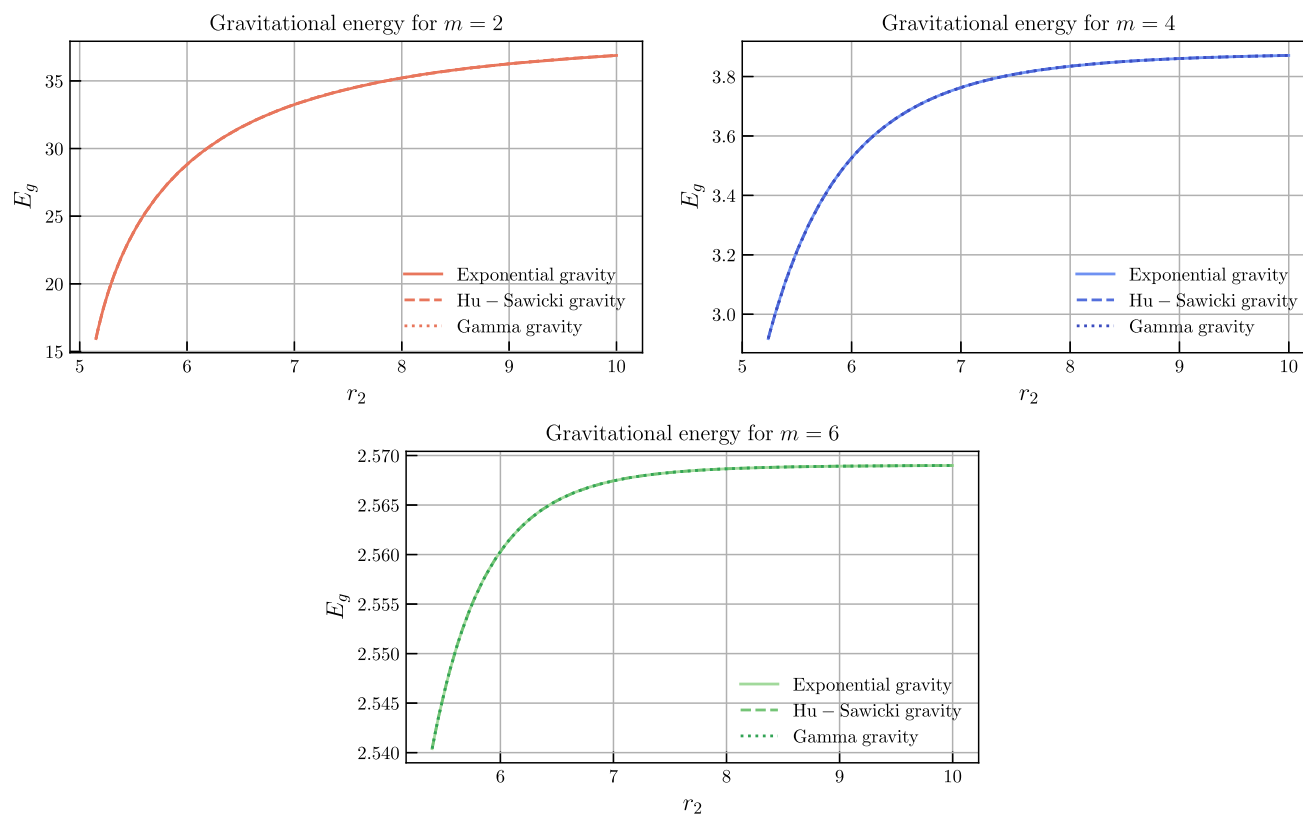 Gravitational energy for m = 2
E_g
35
30
25
20
15
Exponential gravity
Hu − Sawicki gravity
Gamma gravity
5 6 7 8 9 10
r_2
Gravitational energy for m = 4
E_g
3.8
3.6
3.4
3.2
3.0
Exponential gravity
Hu − Sawicki gravity
Gamma gravity
5 6 7 8 9 10
r_2
Gravitational energy for m = 6
E_g
2.570
2.565
2.560
2.555
2.550
2.545
2.540
Exponential gravity
Hu − Sawicki gravity
Gamma gravity
6 7 8 9 10
r_2